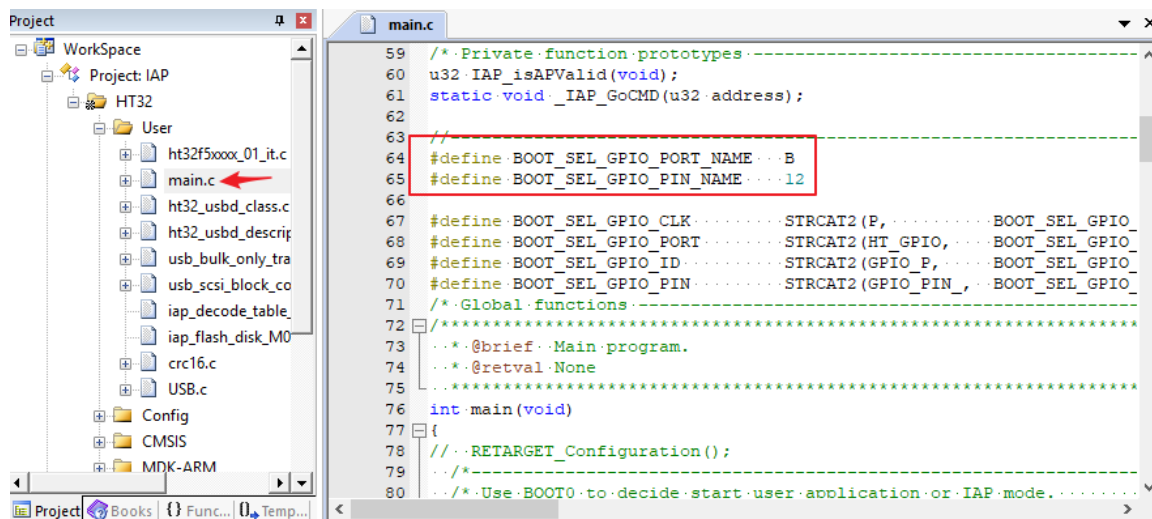 Project
WorkSpace
Project: IAP
HT32
User
ht32f5xxxx_01_it.c
main.c
ht32_usbd_class.c
ht32_usbd_descrip
usb_bulk_only_tra
usb_scsi_block_co
iap_decode_table_
iap_flash_disk_M0
crc16.c
USB.c
Config
CMSIS
MDK-ARM
Project Books {} Func... 0 Temp...
main.c
59 /* Private function prototypes ----------------------------------------
60 u32 IAP_isAPValid(void);
61 static void _IAP_GoCMD(u32 address);
62
63 //--------------------------------------------------------------------
64 #define BOOT_SEL_GPIO_PORT_NAME   B
65 #define BOOT_SEL_GPIO_PIN_NAME    12
66
67 #define BOOT_SEL_GPIO_CLK         STRCAT2(P,          BOOT_SEL_GPIO_
68 #define BOOT_SEL_GPIO_PORT        STRCAT2(HT_GPIO,    BOOT_SEL_GPIO_
69 #define BOOT_SEL_GPIO_ID          STRCAT2(GPIO_P,     BOOT_SEL_GPIO_
70 #define BOOT_SEL_GPIO_PIN         STRCAT2(GPIO_PIN_,  BOOT_SEL_GPIO_
71 /* Global functions --------------------------------------------------
72 /*********************************************************************
73   * @brief  Main program.
74   * @retval None
75   *******************************************************************
76 int main(void)
77 {
78 //  RETARGET_Configuration();
79   /*-----------------------------------------------------------------
80   /* Use BOOT0 to decide start user application or IAP mode.